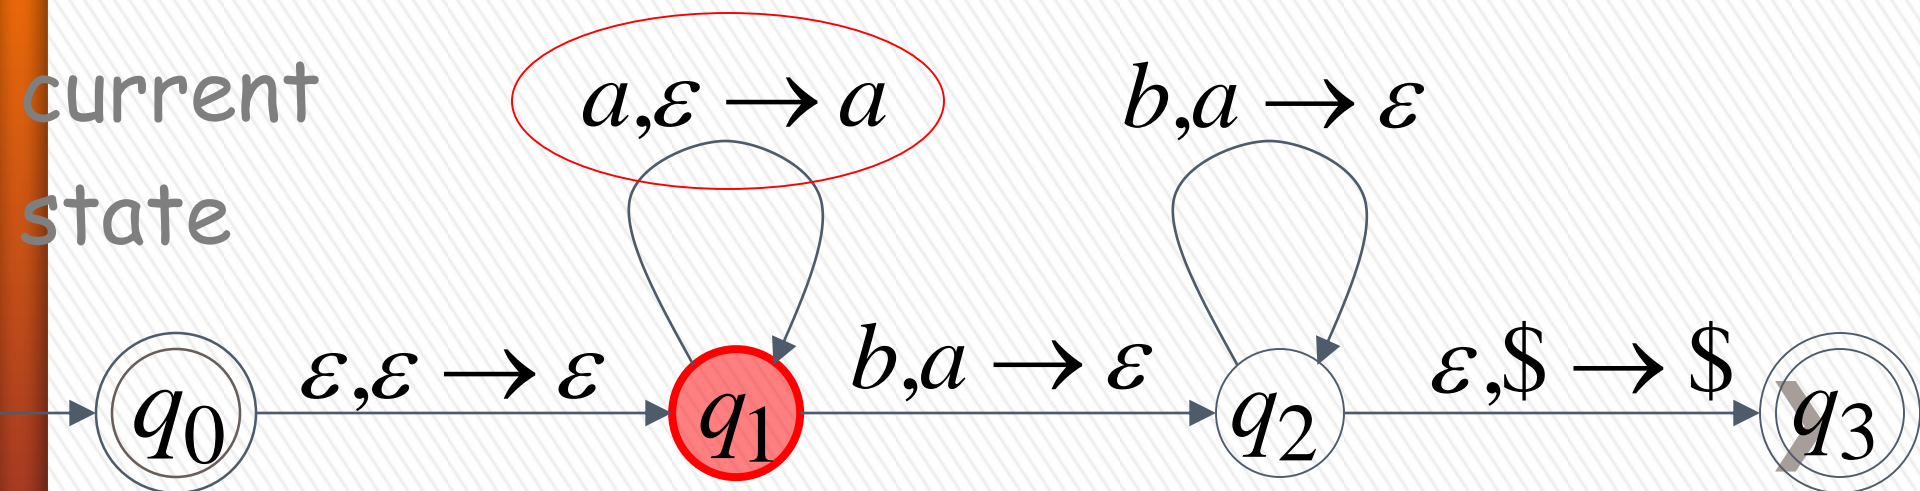 current
state
a,ε → a
b,a → ε
ε,ε → ε
b,a → ε
ε,$ → $
q0
q1
q2
q3